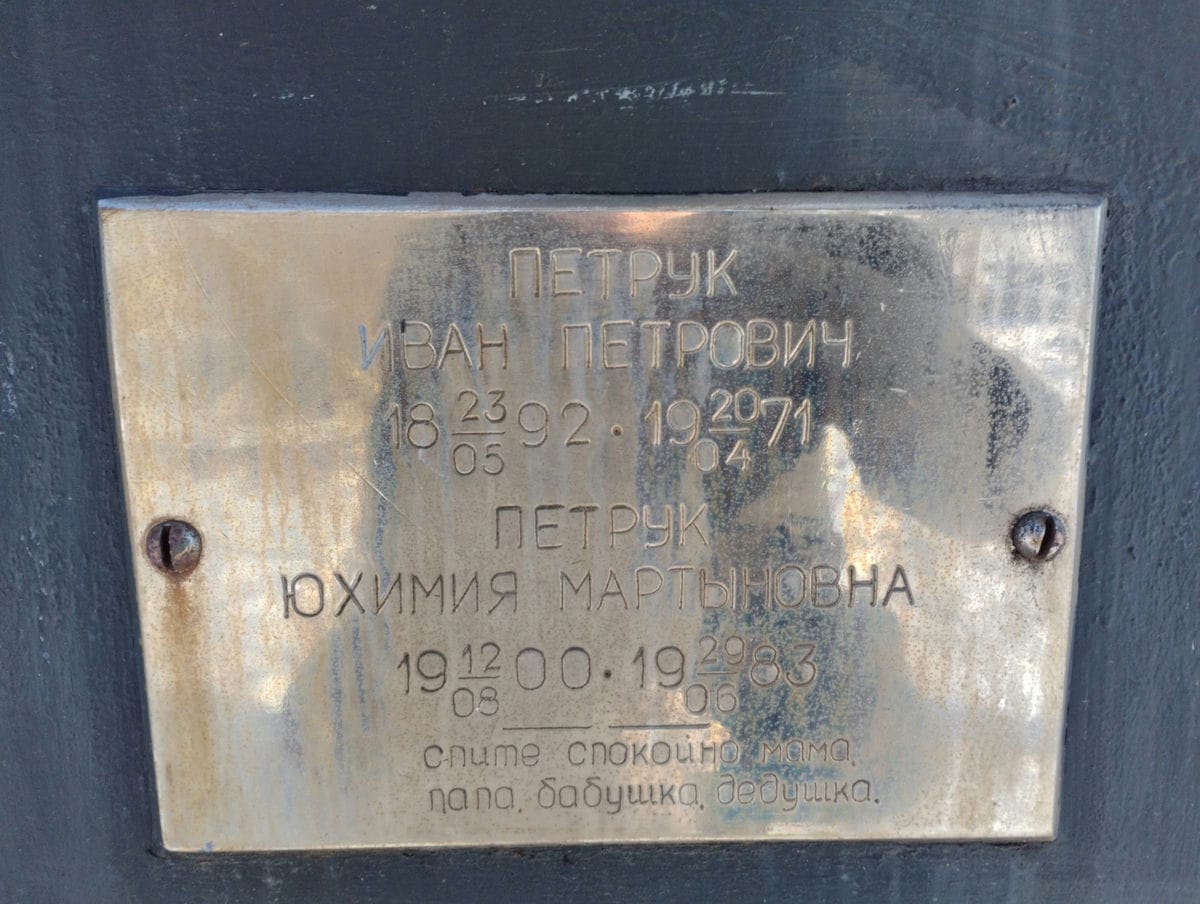 ПЕТРУК
ИВАН ПЕТРОВИЧ
18 23/05 92 · 19 20/04 71
ПЕТРУК
ЮХИМИЯ МАРТЫНОВНА
19 12/08 00 · 19 29/06 83
спите спокойно мама,
папа, бабушка, дедушка.